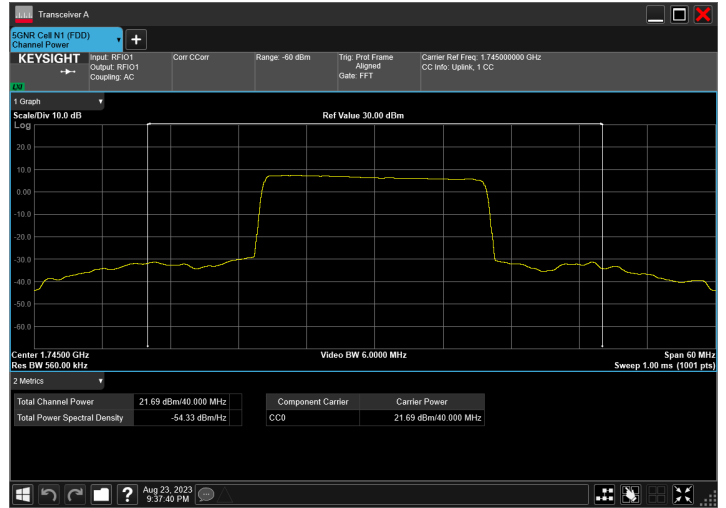 Transceiver A
5GNR Cell N1 (FDD)
Channel Power
KEYSIGHT
LXI
Input: RFIO1
Output: RFIO1
Coupling: AC
Corr CCorr
Range: -60 dBm
Trig: Prot Frame
Aligned
Gate: FFT
Carrier Ref Freq: 1.745000000 GHz
CC Info: Uplink, 1 CC
1 Graph
Scale/Div 10.0 dB
Ref Value 30.00 dBm
Log
20.0
10.0
0.00
-10.0
-20.0
-30.0
-40.0
-50.0
-60.0
Center 1.74500 GHz
Video BW 6.0000 MHz
Span 60 MHz
Res BW 560.00 kHz
Sweep 1.00 ms (1001 pts)
2 Metrics
Total Channel Power 21.69 dBm/40.000 MHz
Total Power Spectral Density -54.33 dBm/Hz
Component Carrier Carrier Power
CC0 21.69 dBm/40.000 MHz
Aug 23, 2023
9:37:40 PM